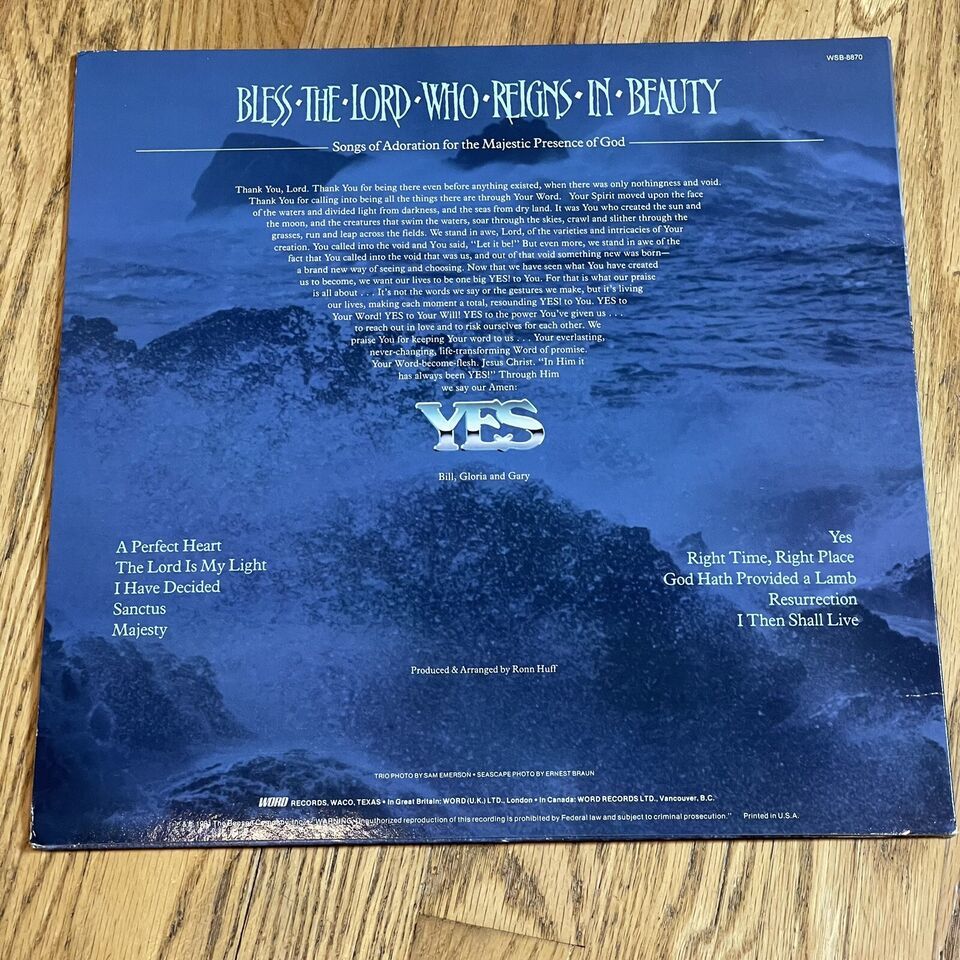 WSB-8870
BLESS•THE•LORD•WHO•REIGNS•IN•BEAUTY
Songs of Adoration for the Majestic Presence of God
Thank You, Lord. Thank You for being there even before anything existed, when there was only nothingness and void.
Thank You for calling into being all the things there are through Your Word. Your Spirit moved upon the face
of the waters and divided light from darkness, and the seas from dry land. It was You who created the sun and
the moon, and the creatures that swim the waters, soar through the skies, crawl and slither through the
grasses, run and leap across the fields. We stand in awe, Lord, of the varieties and intricacies of Your
creation. You called into the void and You said, "Let it be!" But even more, we stand in awe of the
fact that You called into the void that was us, and out of that void something new was born—
a brand new way of seeing and choosing. Now that we have seen what You have created
us to become, we want our lives to be one big YES! to You. For that is what our praise
is all about . . . It's not the words we say or the gestures we make, but it's living
our lives, making each moment a total, resounding YES! to You. YES to
Your Word! YES to Your Will! YES to the power You've given us . . .
to reach out in love and to risk ourselves for each other. We
praise You for keeping Your word to us . . . Your everlasting,
never-changing, life-transforming Word of promise.
Your Word-become-flesh. Jesus Christ. "In Him it
has always been YES!" Through Him
we say our Amen:
YES
Bill, Gloria and Gary
A Perfect Heart
The Lord Is My Light
I Have Decided
Sanctus
Majesty
Yes
Right Time, Right Place
God Hath Provided a Lamb
Resurrection
I Then Shall Live
Produced & Arranged by Ronn Huff
TRIO PHOTO BY SAM EMERSON • SEASCAPE PHOTO BY ERNEST BRAUN
WORD RECORDS, WACO, TEXAS • In Great Britain: WORD (U.K.) LTD., London • In Canada: WORD RECORDS LTD., Vancouver, B.C.
The Benson Company, Inc. WARNING: Unauthorized reproduction of this recording is prohibited by Federal law and subject to criminal prosecution." Printed in U.S.A.